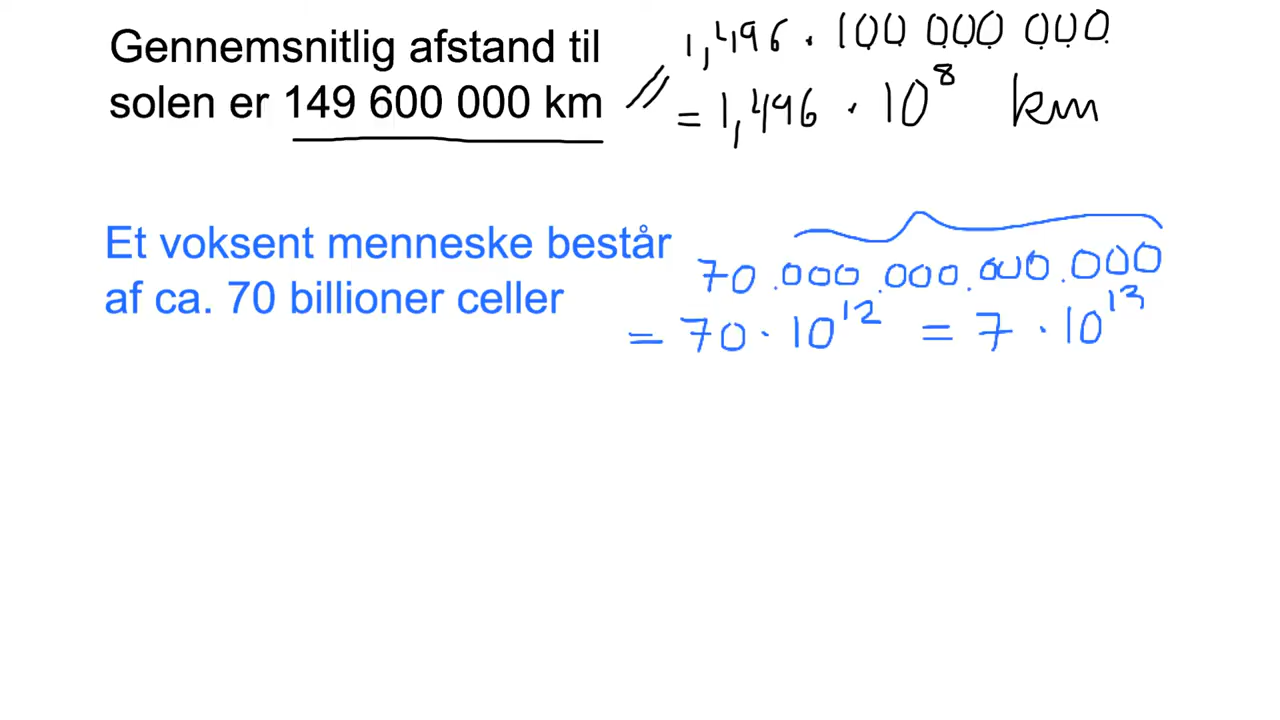 Gennemsnitlig afstand til
solen er 149 600 000 km
1,496 · 100 000 000
= 1,496 · 10⁸ km
Et voksent menneske består
af ca. 70 billioner celler
70.000.000.000.000
= 70 · 10¹² = 7 · 10¹³